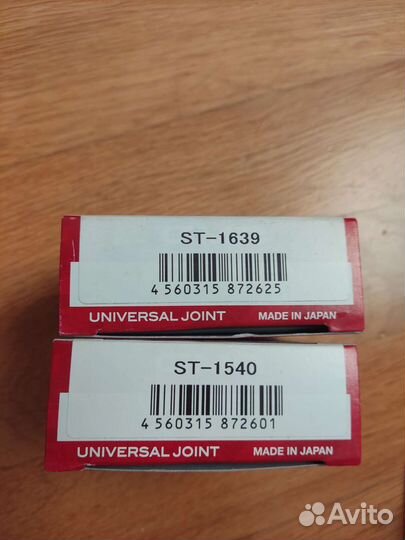 ST-1639
4 560315 872625
UNIVERSAL JOINT MADE IN JAPAN
ST-1540
4 560315 872601
UNIVERSAL JOINT MADE IN JAPAN
Avito